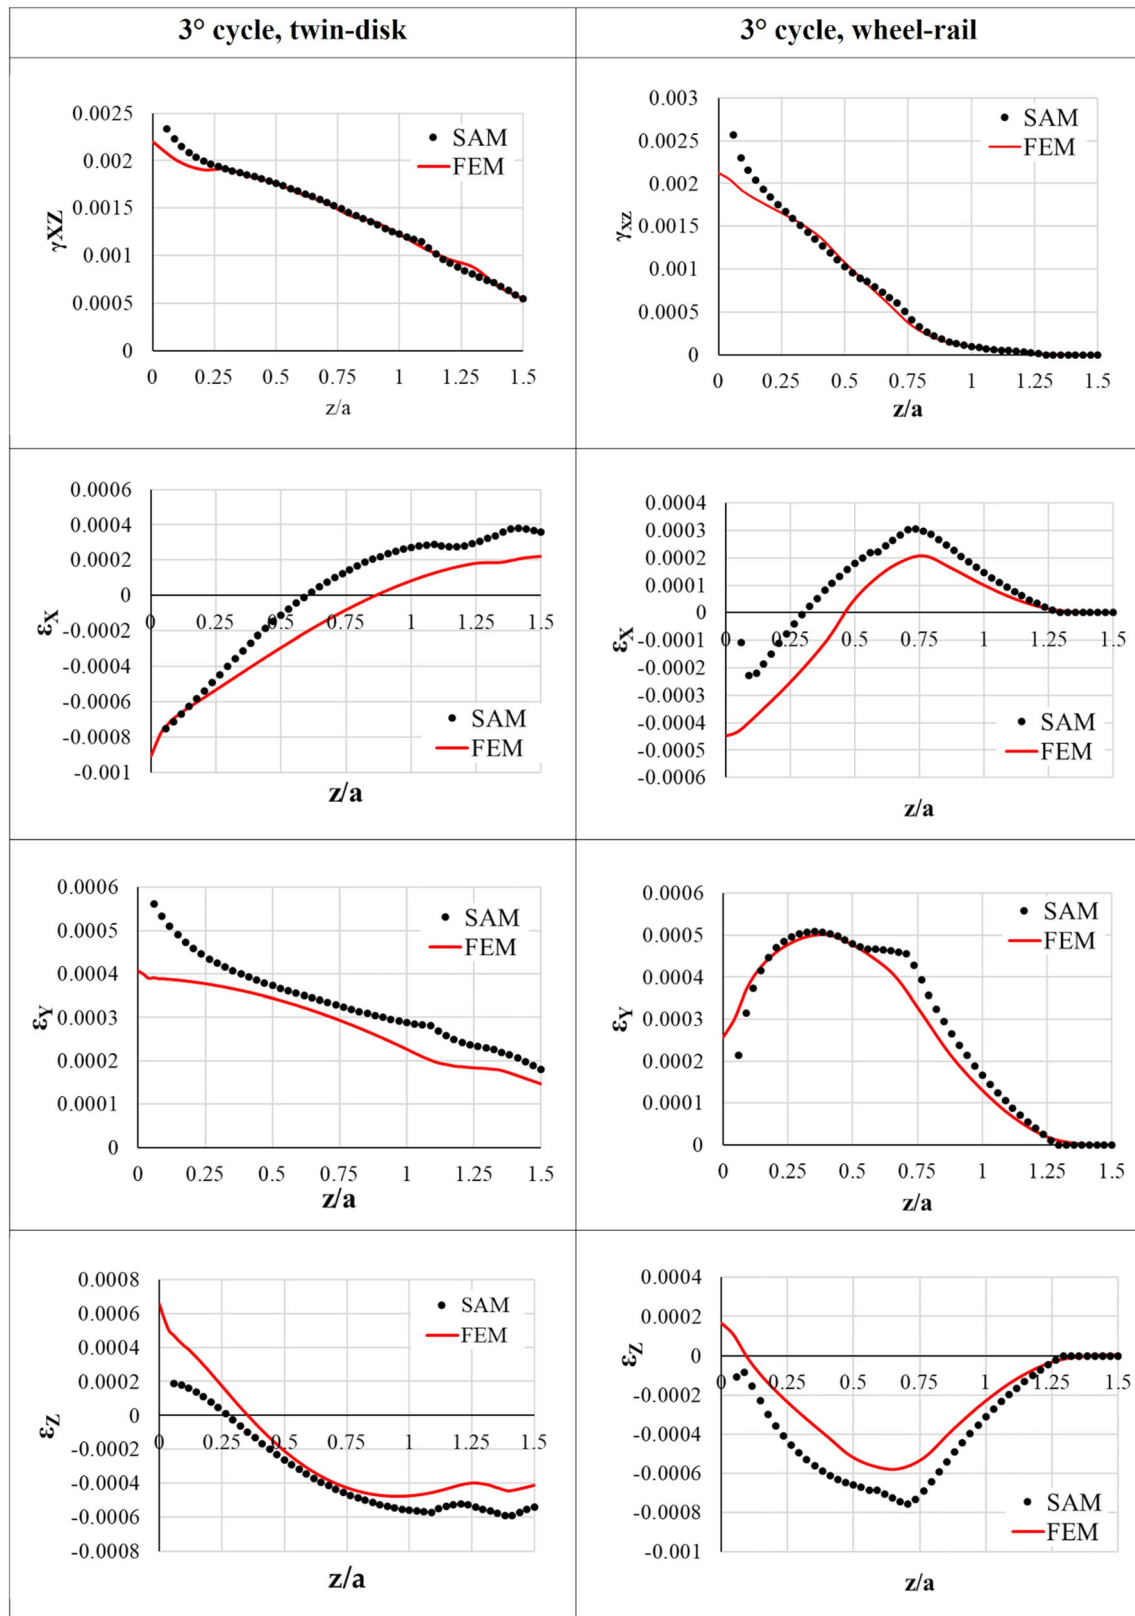 3° cycle, twin-disk
3° cycle, wheel-rail
0.0025
0.002
0.0015
0.001
0.0005
0
γXZ
SAM
FEM
0 0.25 0.5 0.75 1 1.25 1.5
z/a
0.003
0.0025
0.002
0.0015
0.001
0.0005
0
γXZ
SAM
FEM
0 0.25 0.5 0.75 1 1.25 1.5
z/a
0.0006
0.0004
0.0002
0
-0.0002
-0.0004
-0.0006
-0.0008
-0.001
εX
0 0.25 0.5 0.75 1 1.25 1.5
SAM
FEM
z/a
0.0004
0.0003
0.0002
0.0001
0
-0.0001
-0.0002
-0.0003
-0.0004
-0.0005
-0.0006
εX
0 0.25 0.5 0.75 1 1.25 1.5
SAM
FEM
z/a
0.0006
0.0005
0.0004
0.0003
0.0002
0.0001
0
εY
SAM
FEM
0 0.25 0.5 0.75 1 1.25 1.5
z/a
0.0006
0.0005
0.0004
0.0003
0.0002
0.0001
0
εY
SAM
FEM
0 0.25 0.5 0.75 1 1.25 1.5
z/a
0.0008
0.0006
0.0004
0.0002
0
-0.0002
-0.0004
-0.0006
-0.0008
εZ
SAM
FEM
0 0.25 0.5 0.75 1 1.25 1.5
z/a
0.0004
0.0002
0
-0.0002
-0.0004
-0.0006
-0.0008
-0.001
εZ
0 0.25 0.5 0.75 1 1.25 1.5
SAM
FEM
z/a